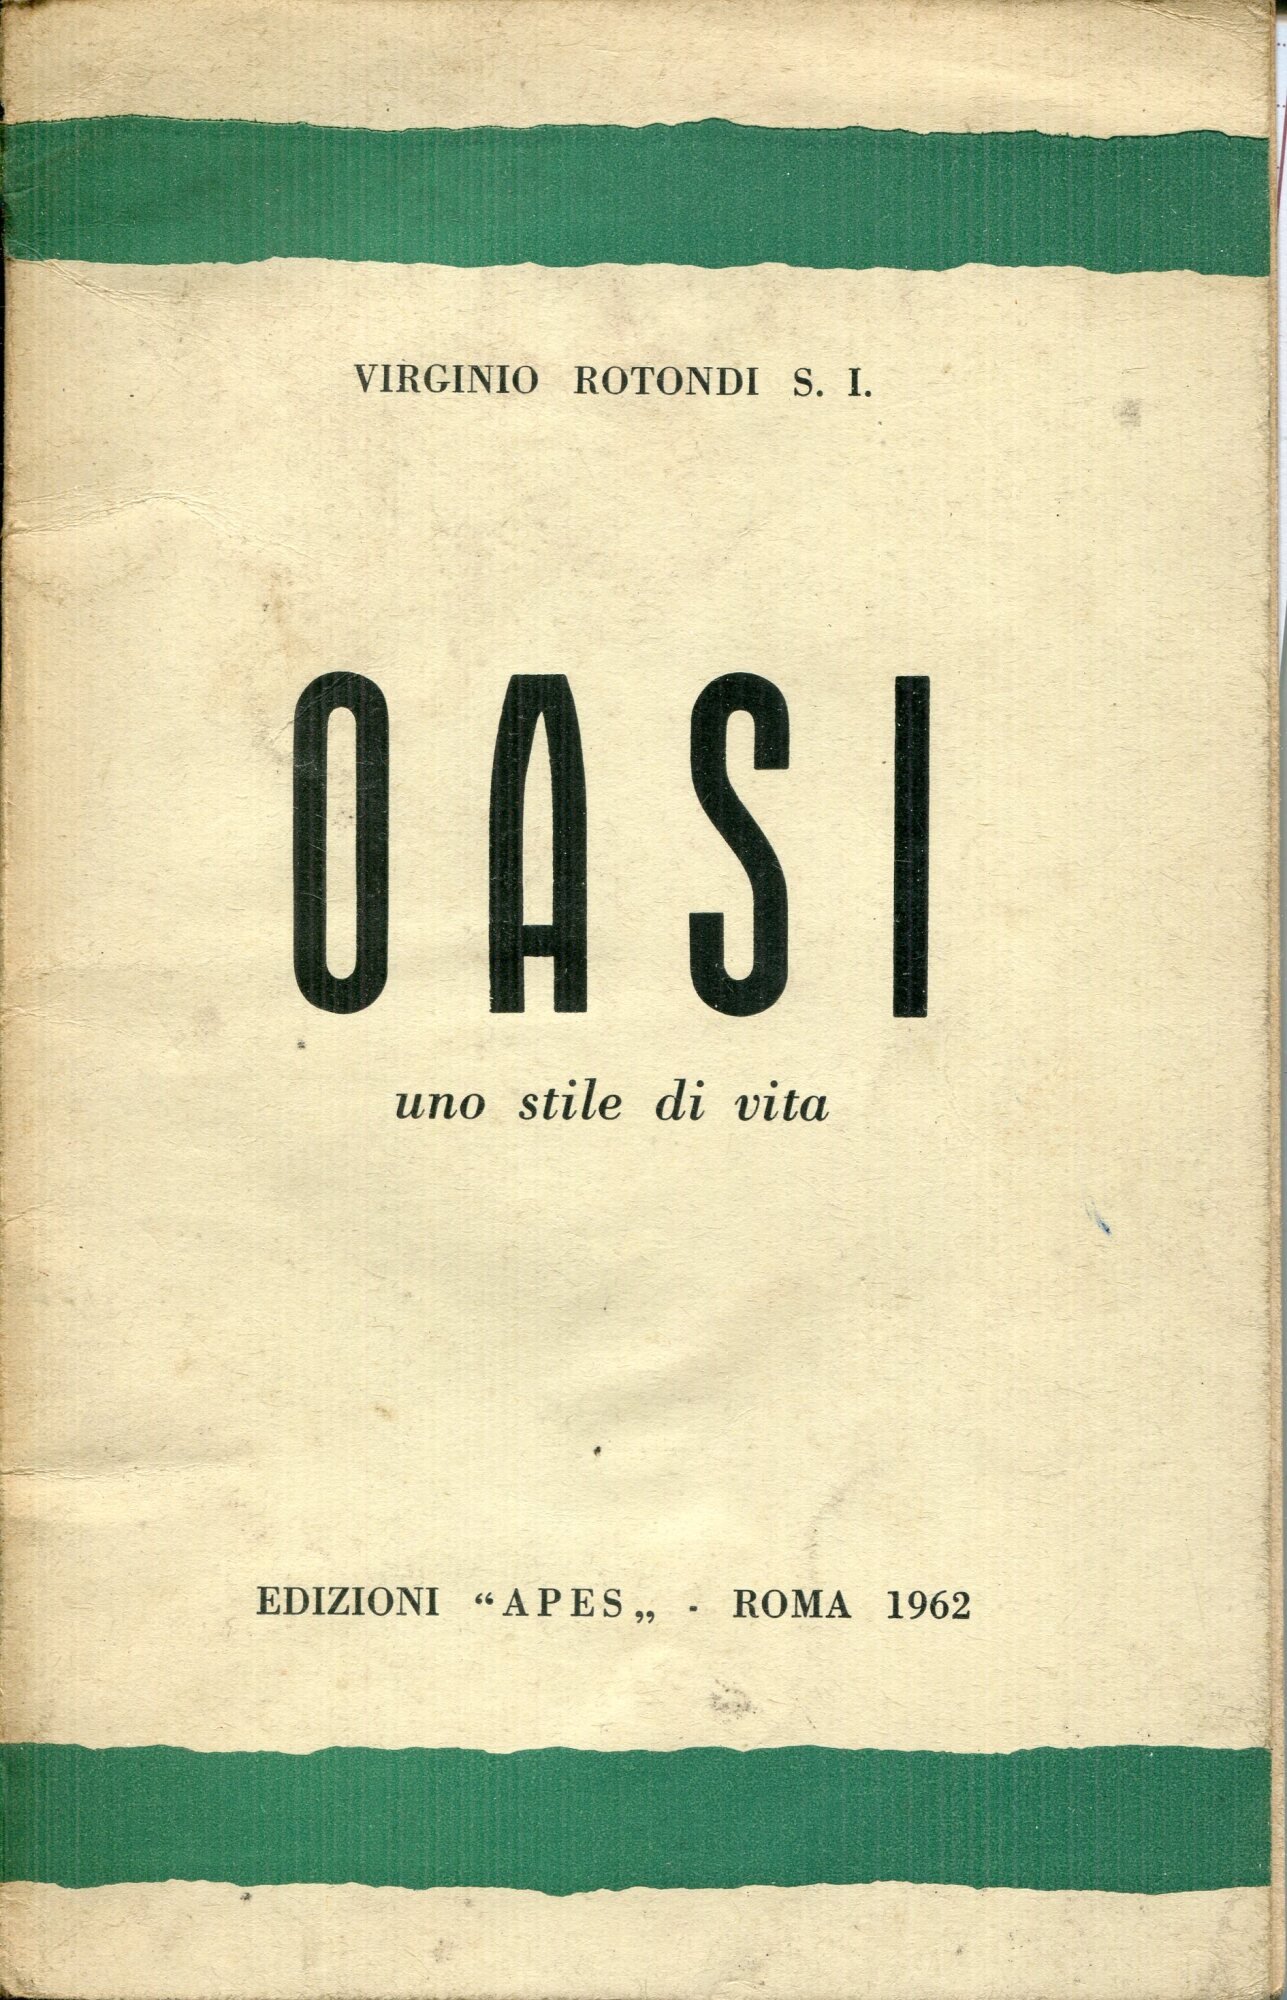 VIRGINIO ROTONDI S. I.
OASI
uno stile di vita
EDIZIONI “APES„ - ROMA 1962